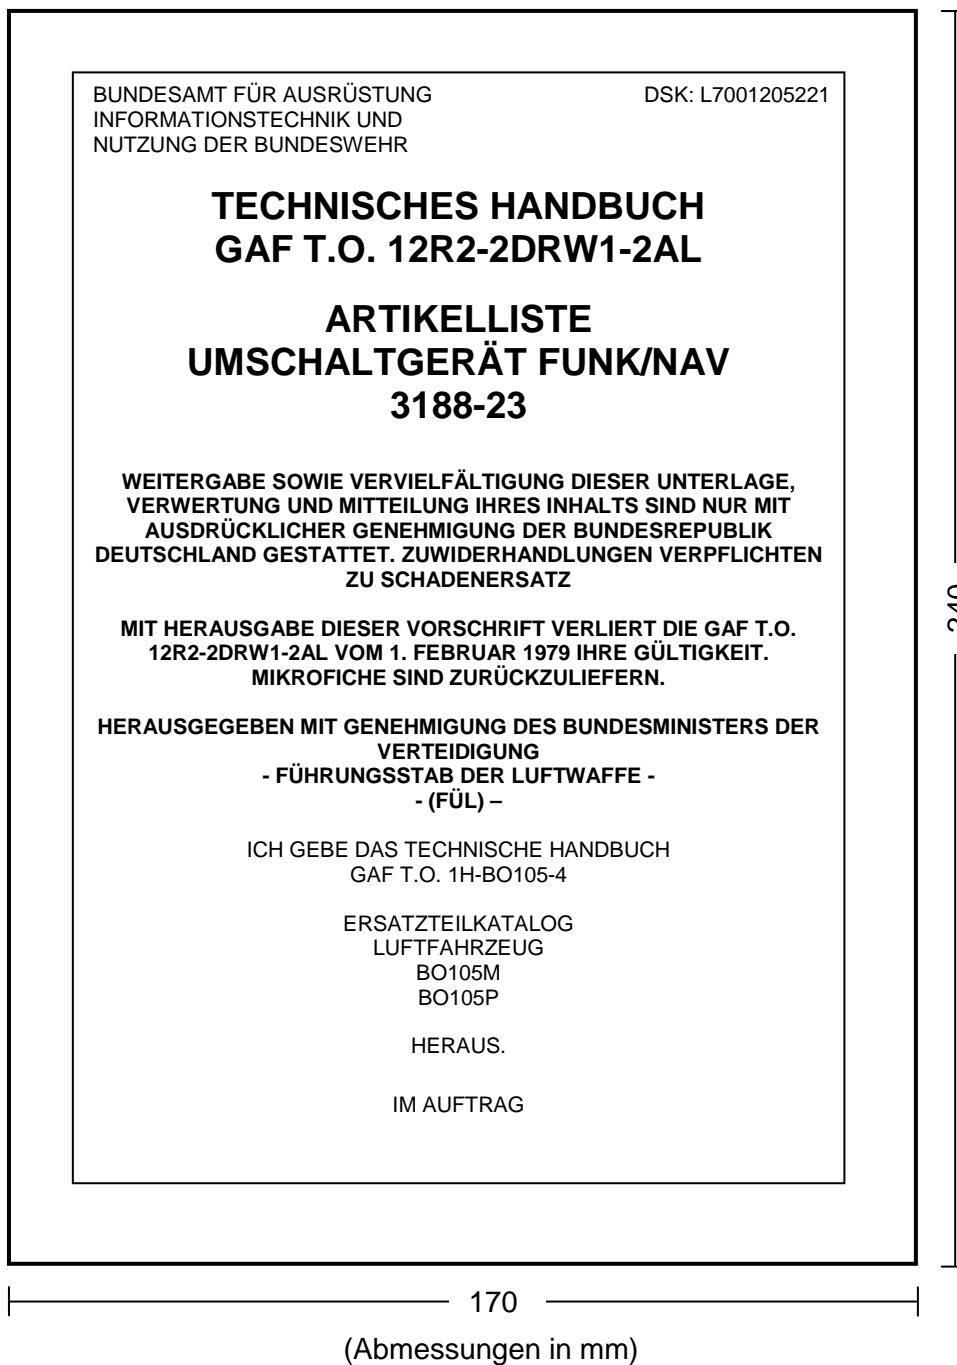 BUNDESAMT FÜR AUSRÜSTUNG DSK: L7001205221
INFORMATIONSTECHNIK UND
NUTZUNG DER BUNDESWEHR
TECHNISCHES HANDBUCH
GAF T.O. 12R2-2DRW1-2AL
ARTIKELLISTE
UMSCHALTGERÄT FUNK/NAV
3188-23
WEITERGABE SOWIE VERVIELFÄLTIGUNG DIESER UNTERLAGE,
VERWERTUNG UND MITTEILUNG IHRES INHALTS SIND NUR MIT
AUSDRÜCKLICHER GENEHMIGUNG DER BUNDESREPUBLIK
DEUTSCHLAND GESTATTET. ZUWIDERHANDLUNGEN VERPFLICHTEN
ZU SCHADENERSATZ
MIT HERAUSGABE DIESER VORSCHRIFT VERLIERT DIE GAF T.O.
12R2-2DRW1-2AL VOM 1. FEBRUAR 1979 IHRE GÜLTIGKEIT.
MIKROFICHE SIND ZURÜCKZULIEFERN.
HERAUSGEGEBEN MIT GENEHMIGUNG DES BUNDESMINISTERS DER
VERTEIDIGUNG
- FÜHRUNGSSTAB DER LUFTWAFFE -
- (FÜL) –
ICH GEBE DAS TECHNISCHE HANDBUCH
GAF T.O. 1H-BO105-4
ERSATZTEILKATALOG
LUFTFAHRZEUG
BO105M
BO105P
HERAUS.
IM AUFTRAG
170
(Abmessungen in mm)